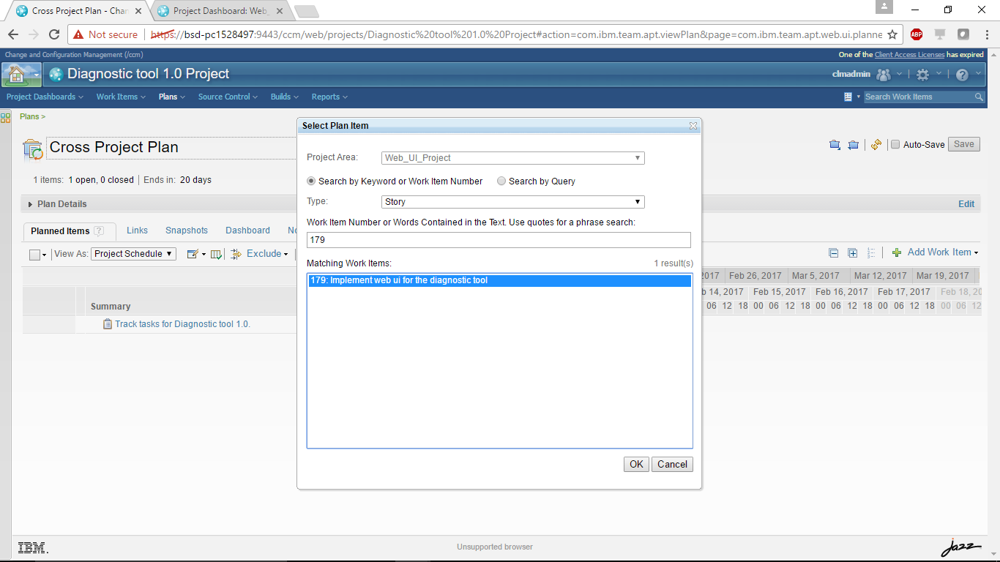 Cross Project Plan - Chan
Project Dashboard: Web_
Not secure
https://bsd-pc1528497:9443/ccm/web/projects/Diagnostic%20tool%201.0%20Project#action=com.ibm.team.apt.viewPlan&page=com.ibm.team.apt.web.ui.planne
ABP
Change and Configuration Management (/ccm)
One of the Client Access Licenses has expired
Diagnostic tool 1.0 Project
clmadmin
Project Dashboards
Work Items
Plans
Source Control
Builds
Reports
Search Work Items
Plans >
Cross Project Plan
Auto-Save
Save
1 items: 1 open, 0 closed | Ends in: 20 days
Plan Details
Edit
Planned Items ?
Links
Snapshots
Dashboard
No
View As: Project Schedule
Exclude
Add Work Item
2017 Feb 26, 2017 Mar 5, 2017 Mar 12, 2017 Mar 19, 2017
b 14, 2017 Feb 15, 2017 Feb 16, 2017 Feb 17, 2017 Feb 18, 20
Summary
06 12 18 00 06 12 18 00 06 12 18 00 06 12 18 00 06 12
Track tasks for Diagnostic tool 1.0.
Select Plan Item
Project Area: Web_UI_Project
Search by Keyword or Work Item Number
Search by Query
Type: Story
Work Item Number or Words Contained in the Text. Use quotes for a phrase search:
179
Matching Work Items:
1 result(s)
179: Implement web ui for the diagnostic tool
OK
Cancel
IBM.
Unsupported browser
jazz